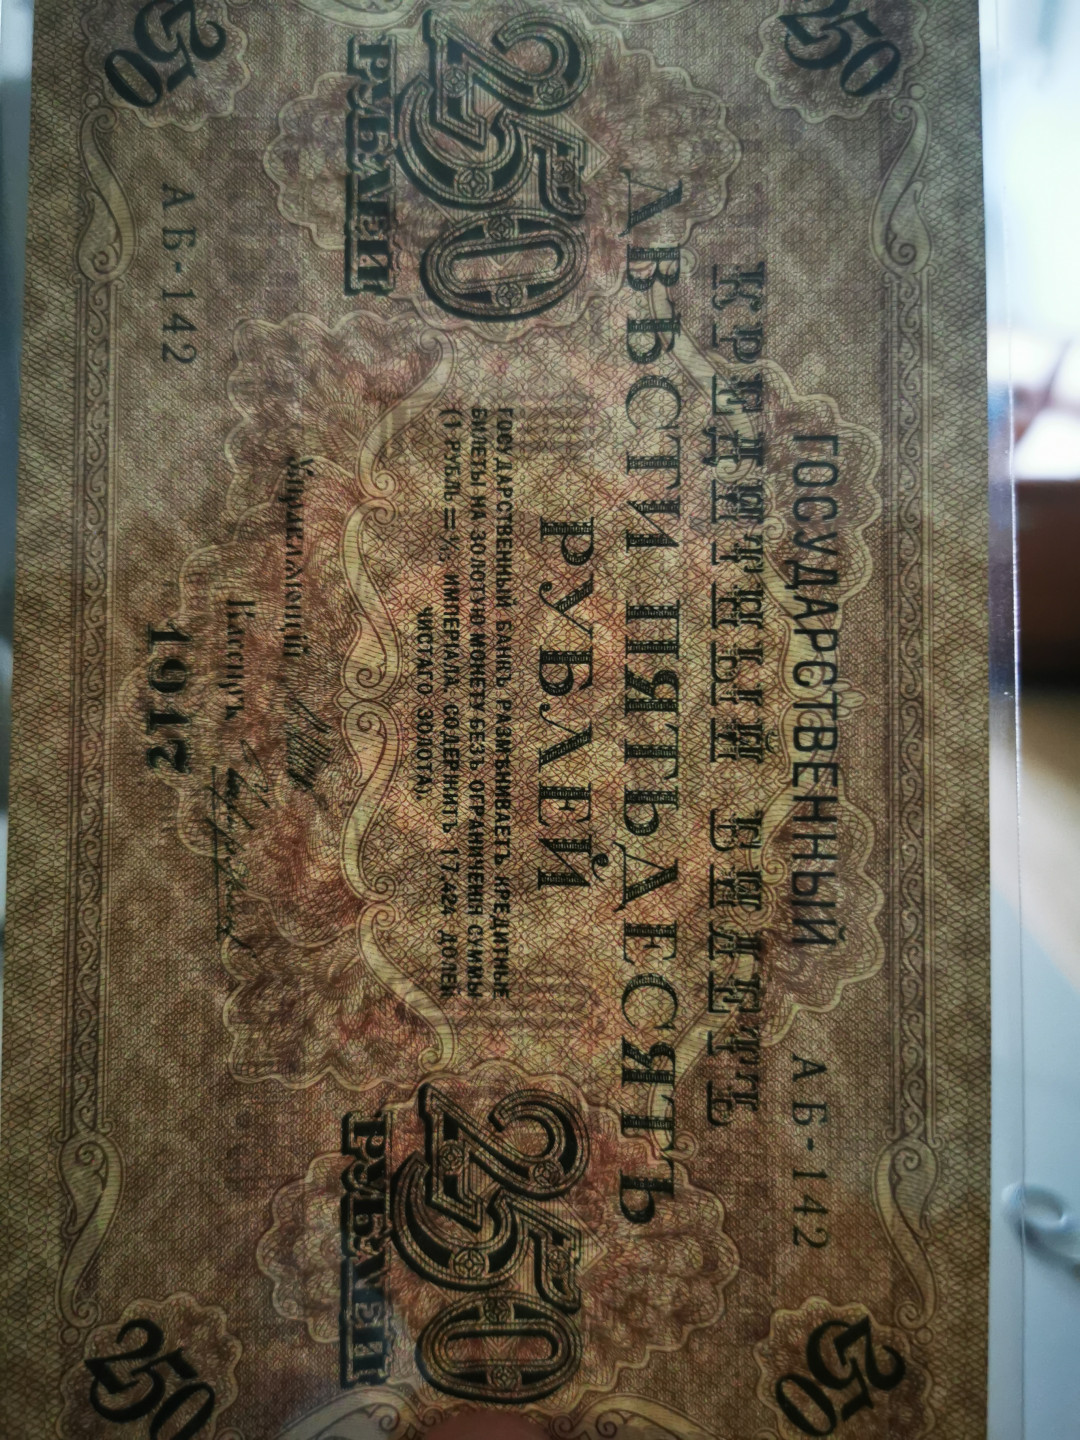 250 250
ГОСУДАРСТВЕННЫЙ
АБ-142
КРЕДИТНЫЙ БИЛЕТЪ
ДВѢСТИ ПЯТЬДЕСЯТЪ
250 РУБЛЕЙ 250
ГОСУДАРСТВЕННЫЙ БАНКЪ РАЗМѢНИВАЕТЪ КРЕДИТНЫЕ
БИЛЕТЫ НА ЗОЛОТУЮ МОНЕТУ БЕЗЪ ОГРАНИЧЕНІЯ СУММЫ
(1 РУБЛЬ = 1/15 ИМПЕРІАЛА, СОДЕРЖИТЪ 17,424 ДОЛЕЙ
ЧИСТАГО ЗОЛОТА).
РУБЛЕЙ РУБЛЕЙ
Управляющій
Кассиръ
АБ-142
1917
250 250